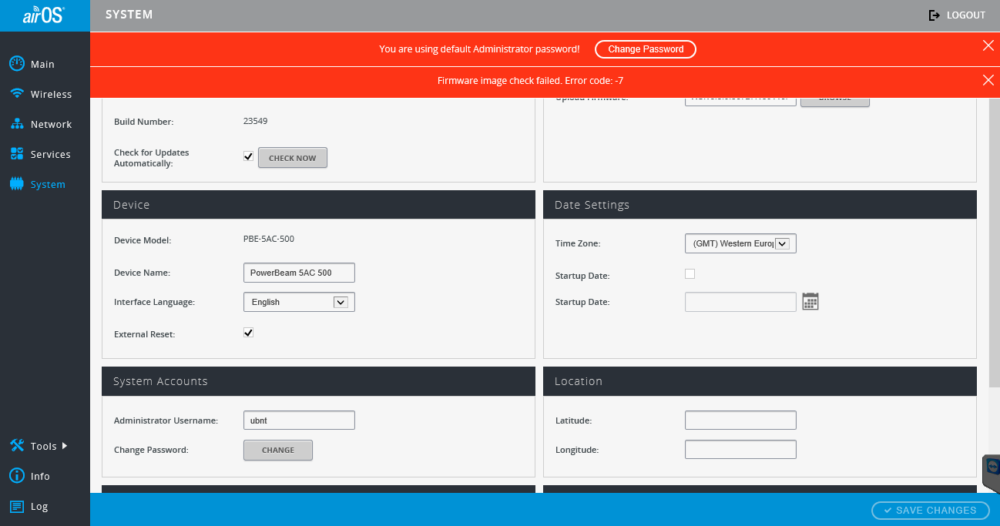 airOS
SYSTEM
LOGOUT
You are using default Administrator password!
Change Password
Firmware image check failed. Error code: -7
Main
Wireless
Network
Services
System
Tools
Info
Log
Build Number:
23549
Check for Updates
Automatically:
CHECK NOW
Upload Firmware:
BROWSE
Device
Device Model:
PBE-5AC-500
Device Name:
PowerBeam 5AC 500
Interface Language:
English
External Reset:
Date Settings
Time Zone:
(GMT) Western Europ
Startup Date:
Startup Date:
System Accounts
Administrator Username:
ubnt
Change Password:
CHANGE
Location
Latitude:
Longitude:
SAVE CHANGES